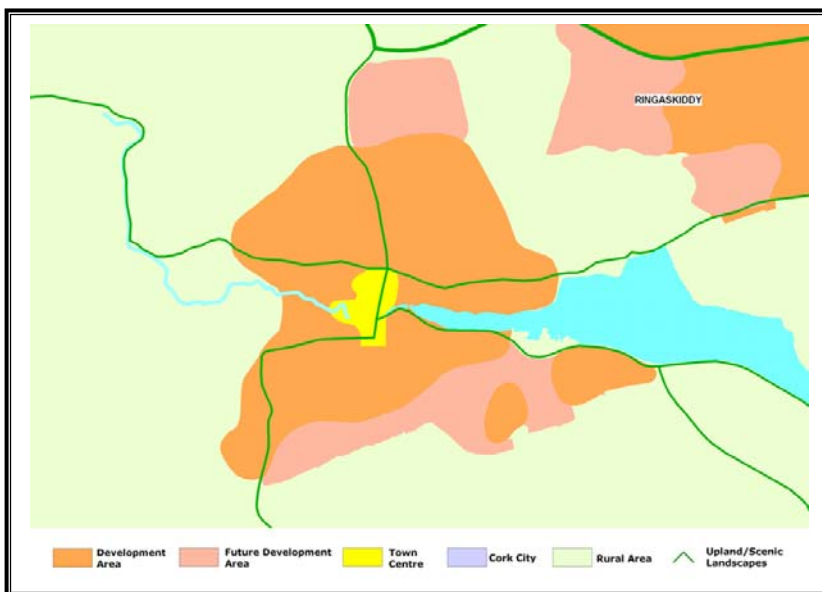 RINGASKIDDY
Development
Area
Future Development
Area
Town
Centre
Cork City
Rural Area
Upland/Scenic
Landscapes